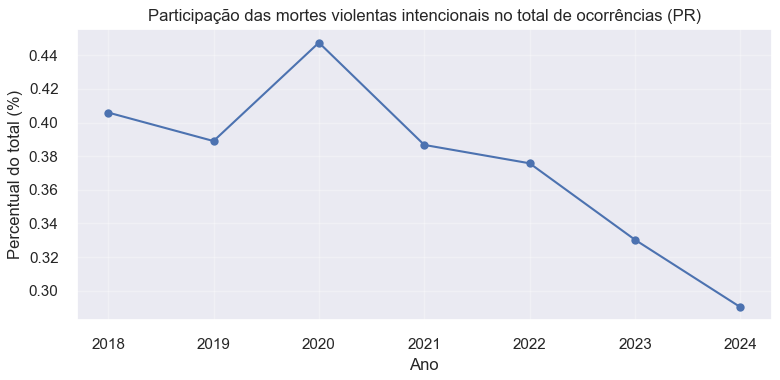 Participação das mortes violentas intencionais no total de ocorrências (PR)
Percentual do total (%)
0.44
0.42
0.40
0.38
0.36
0.34
0.32
0.30
2018 2019 2020 2021 2022 2023 2024
Ano